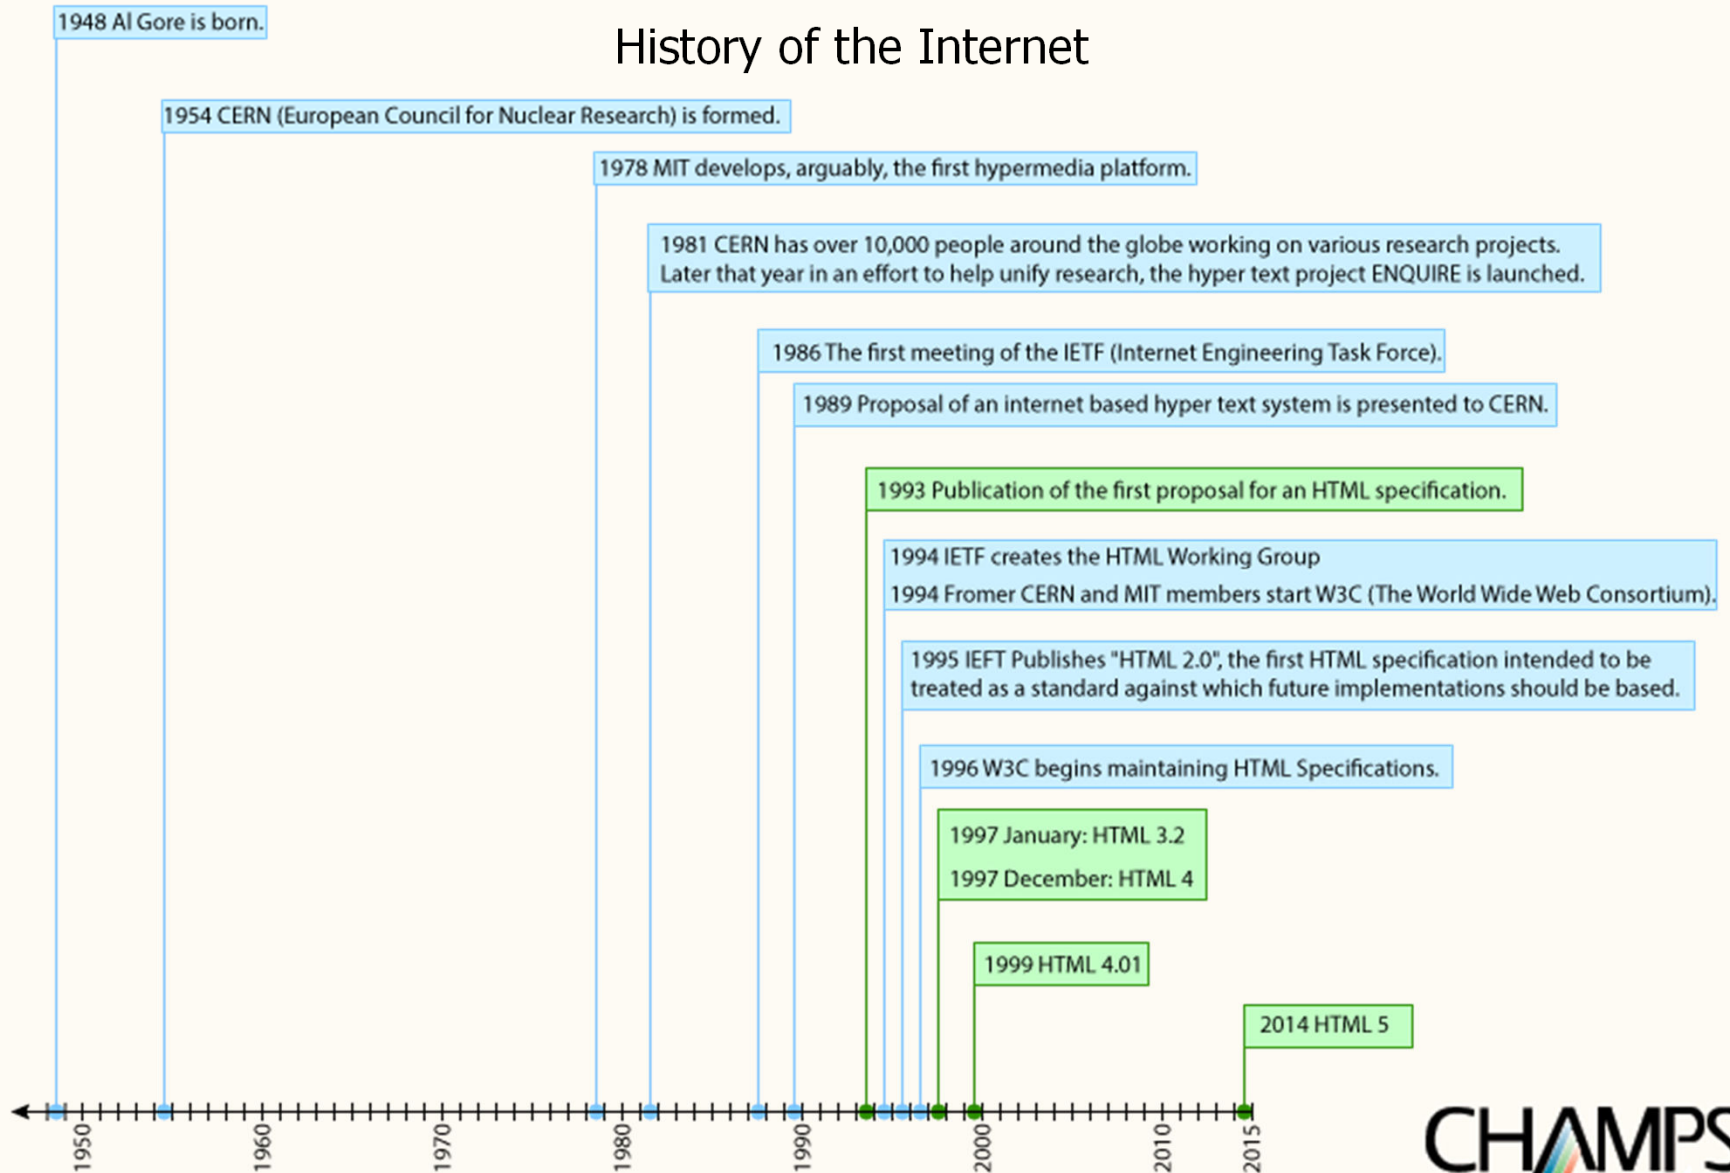 1948 Al Gore is born.
History of the Internet
1954 CERN (European Council for Nuclear Research) is formed.
1978 MIT develops, arguably, the first hypermedia platform.
1981 CERN has over 10,000 people around the globe working on various research projects.
Later that year in an effort to help unify research, the hyper text project ENQUIRE is launched.
1986 The first meeting of the IETF (Internet Engineering Task Force).
1989 Proposal of an internet based hyper text system is presented to CERN.
1993 Publication of the first proposal for an HTML specification.
1994 IETF creates the HTML Working Group
1994 Fromer CERN and MIT members start W3C (The World Wide Web Consortium).
1995 IEFT Publishes "HTML 2.0", the first HTML specification intended to be
treated as a standard against which future implementations should be based.
1996 W3C begins maintaining HTML Specifications.
1997 January: HTML 3.2
1997 December: HTML 4
1999 HTML 4.01
2014 HTML 5
1950
1960
1970
1980
1990
2000
2010
2015
CHAMPS